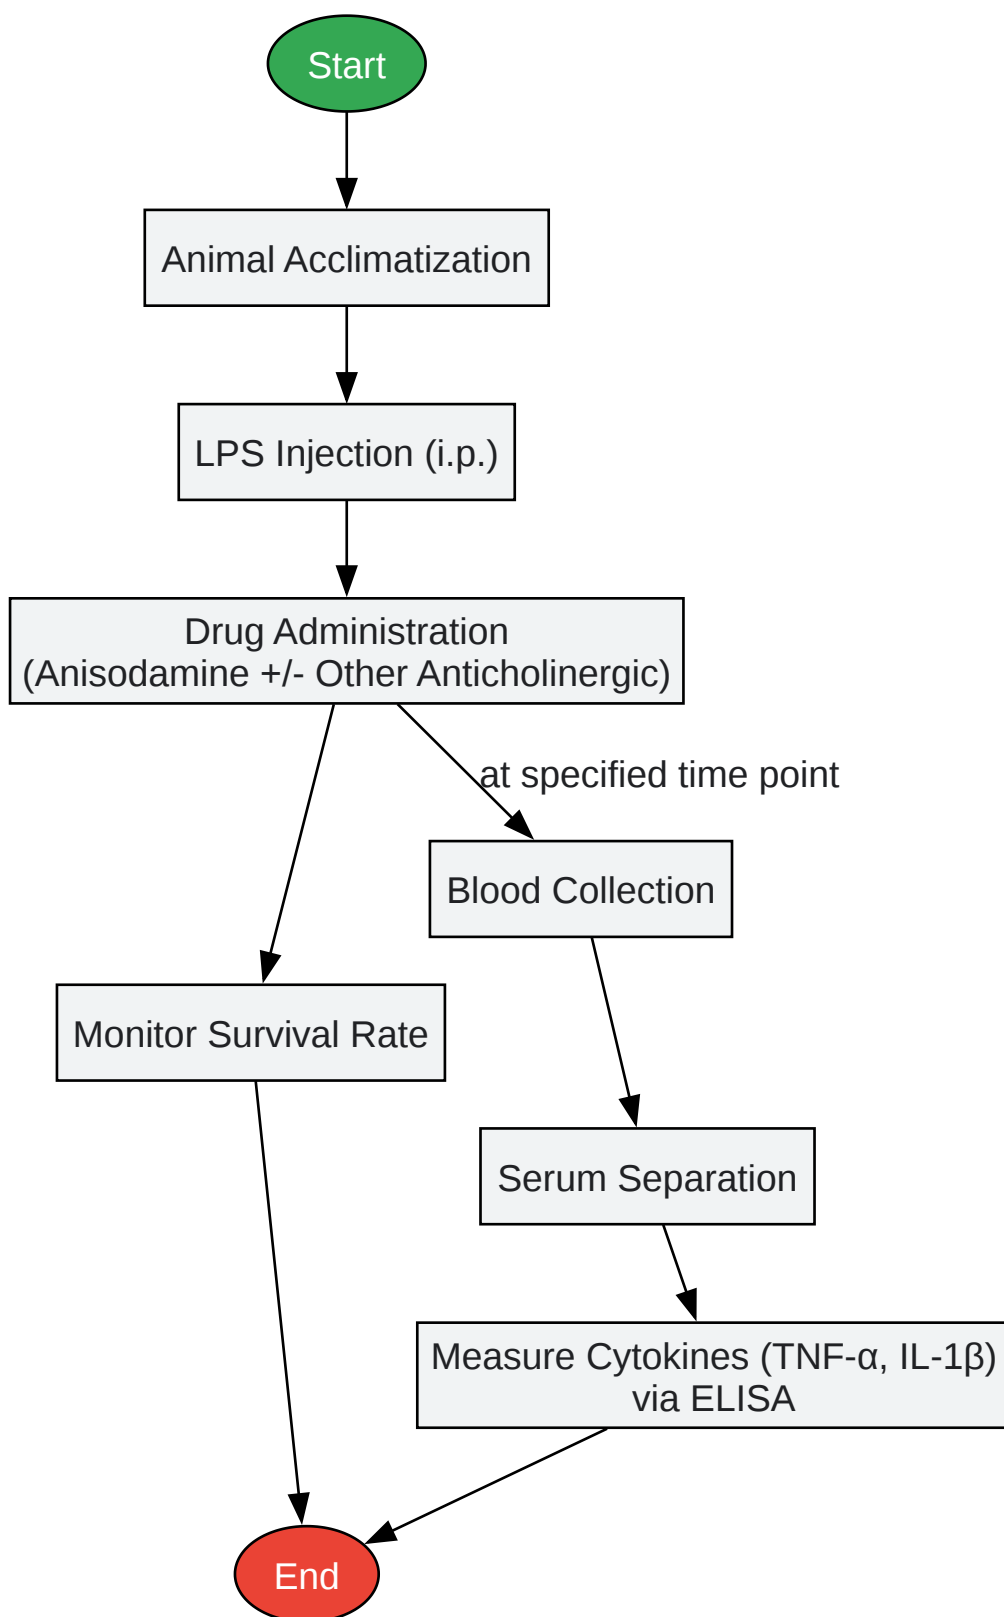 Start
Animal Acclimatization
LPS Injection (i.p.)
Drug Administration
(Anisodamine +/- Other Anticholinergic)
at specified time point
Blood Collection
Monitor Survival Rate
Serum Separation
Measure Cytokines (TNF-α, IL-1β)
via ELISA
End